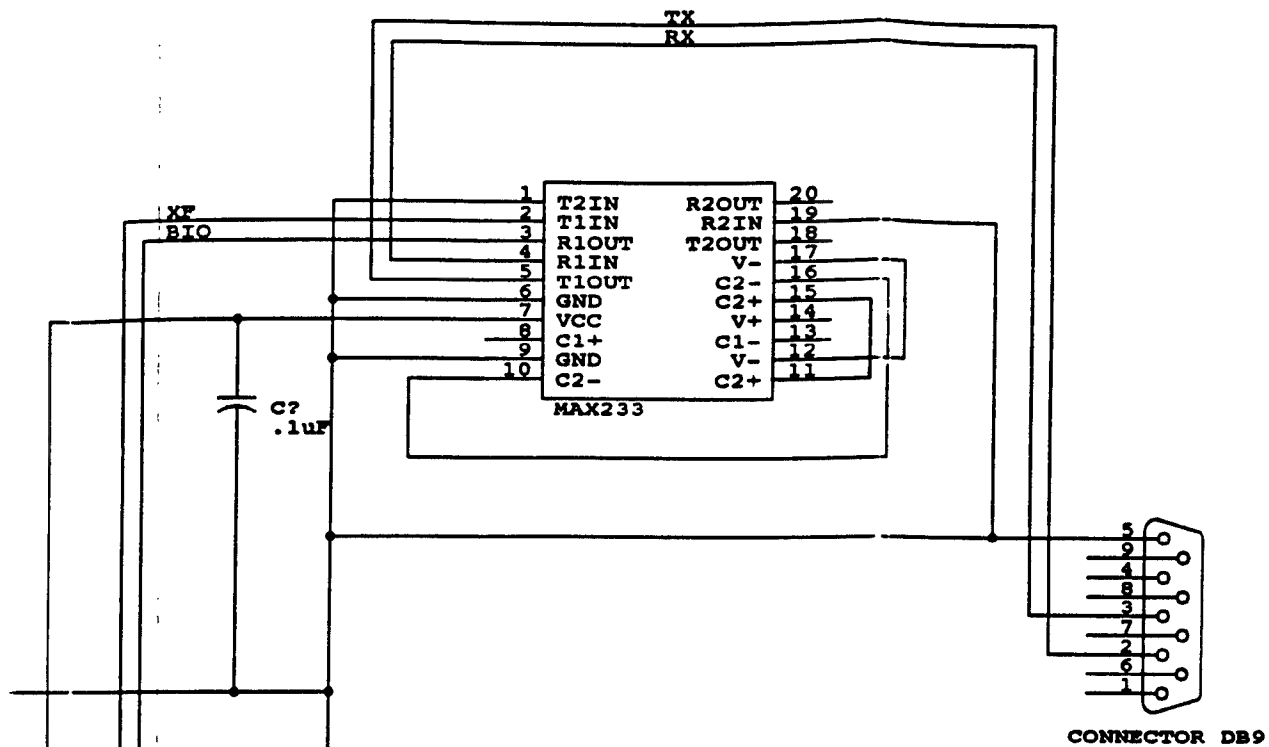 TX
RX
1 T2IN R2OUT 20
XF 2 T1IN R2IN 19
BIO 3 R1OUT T2OUT 18
4 R1IN V- 17
5 T1OUT C2- 16
6 GND C2+ 15
7 VCC V+ 14
8 C1+ C1- 13
9 GND V- 12
10 C2- C2+ 11
MAX233
C?
.1uF
5
9
4
8
3
7
2
6
1
CONNECTOR DB9